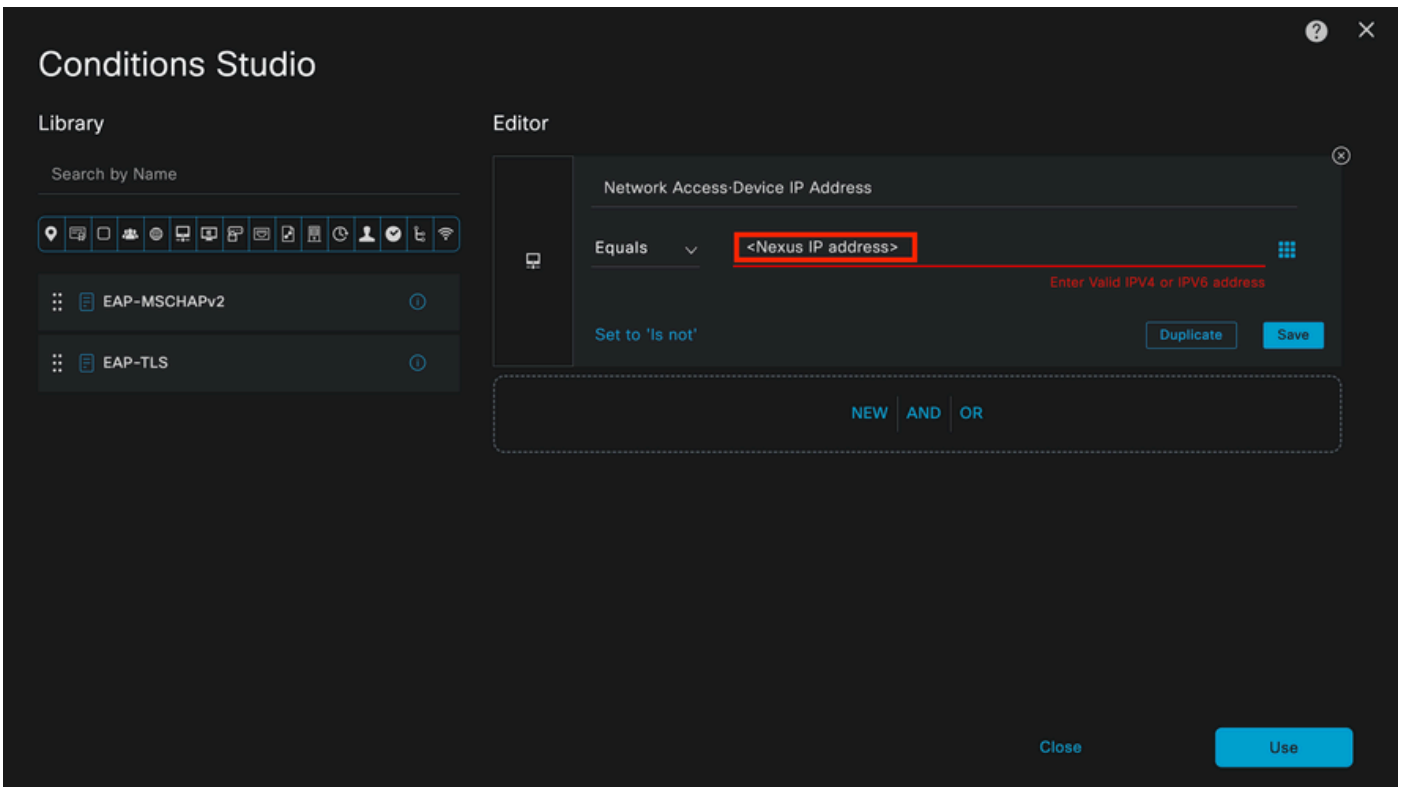 Conditions Studio
Library
Search by Name
EAP-MSCHAPv2
EAP-TLS
Editor
Network Access·Device IP Address
Equals
<Nexus IP address>
Enter Valid IPV4 or IPV6 address
Set to 'Is not'
Duplicate
Save
NEW AND OR
Close
Use